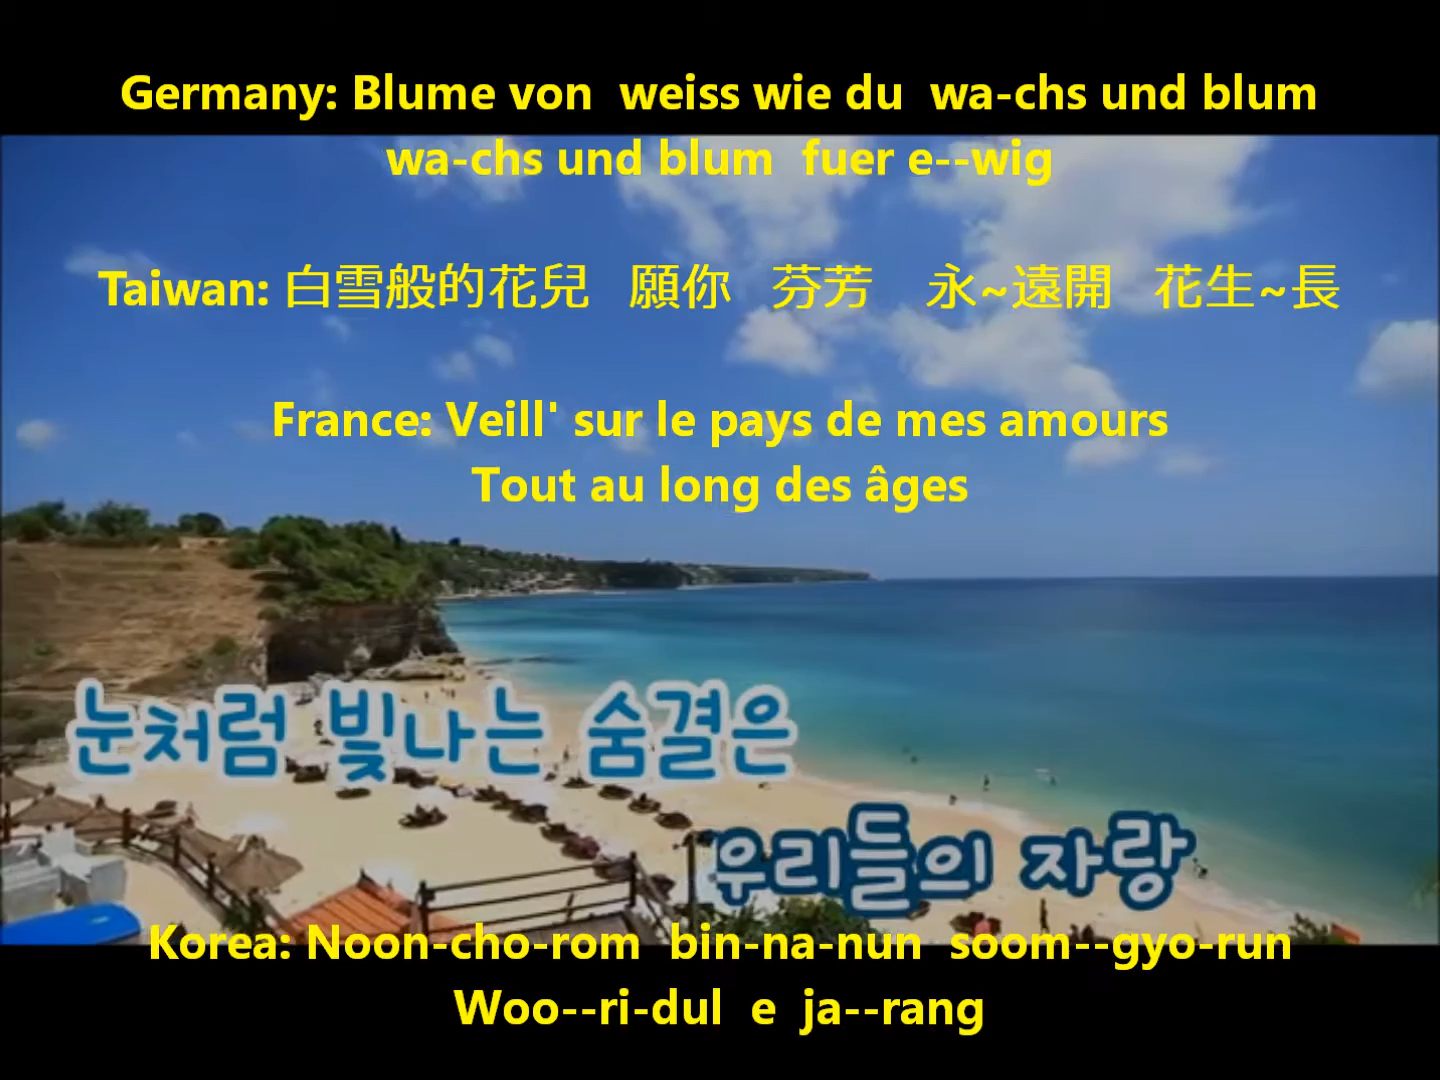 Germany: Blume von  weiss wie du  wa-chs und blum
wa-chs und blum  fuer e--wig
Taiwan: 白雪般的花兒  願你  芬芳   永~遠開  花生~長
France: Veill' sur le pays de mes amours
Tout au long des âges
눈처럼 빛나는 숨결은
우리들의 자랑
Korea: Noon-cho-rom  bin-na-nun  soom--gyo-run
Woo--ri-dul  e  ja--rang